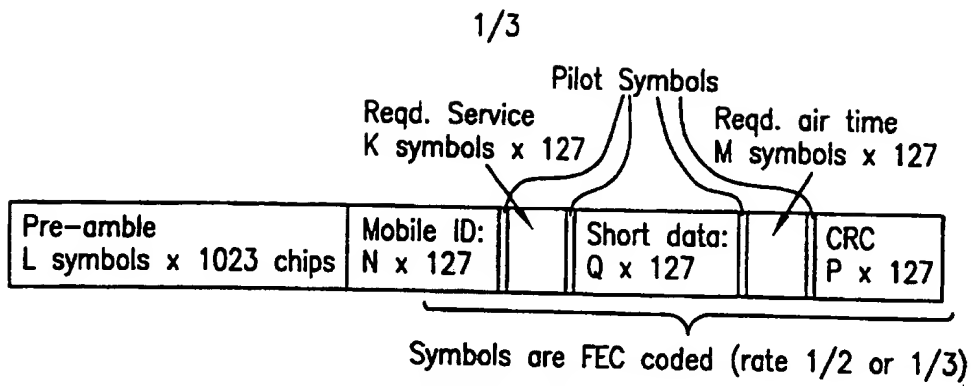 1/3
Pilot Symbols
Reqd. Service
K symbols x 127
Reqd. air time
M symbols x 127
Pre-amble
L symbols x 1023 chips
Mobile ID:
N x 127
Short data:
Q x 127
CRC
P x 127
Symbols are FEC coded (rate 1/2 or 1/3)